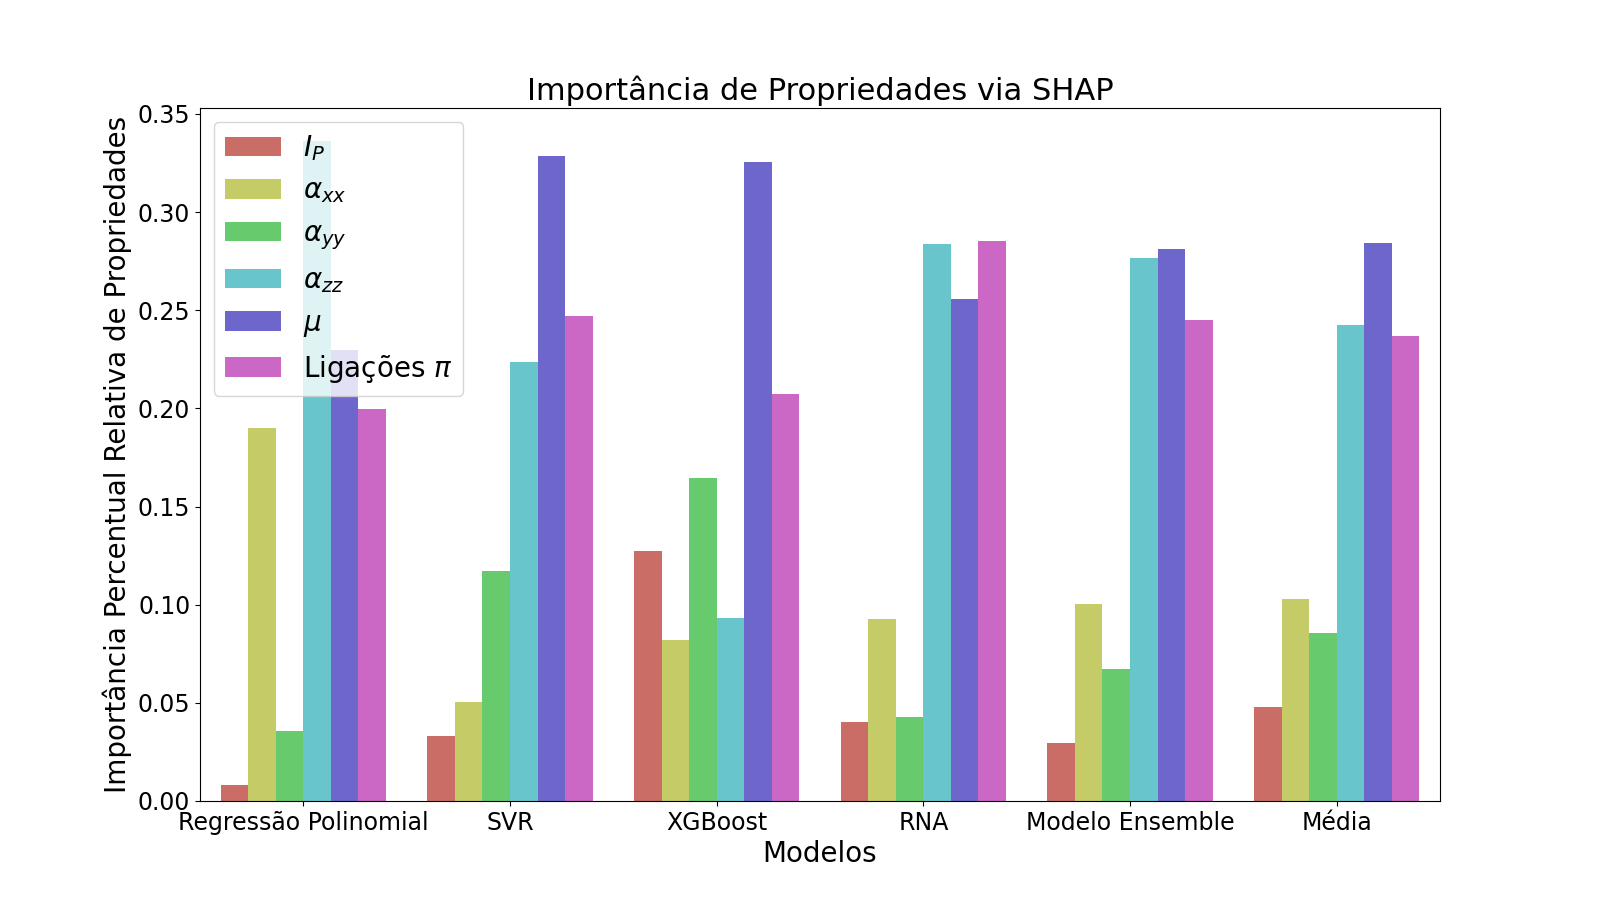 Importância de Propriedades via SHAP
Importância Percentual Relativa de Propriedades
0.35
0.30
0.25
0.20
0.15
0.10
0.05
0.00
I_P
α_xx
α_yy
α_zz
μ
Ligações π
Regressão Polinomial SVR XGBoost RNA Modelo Ensemble Média
Modelos